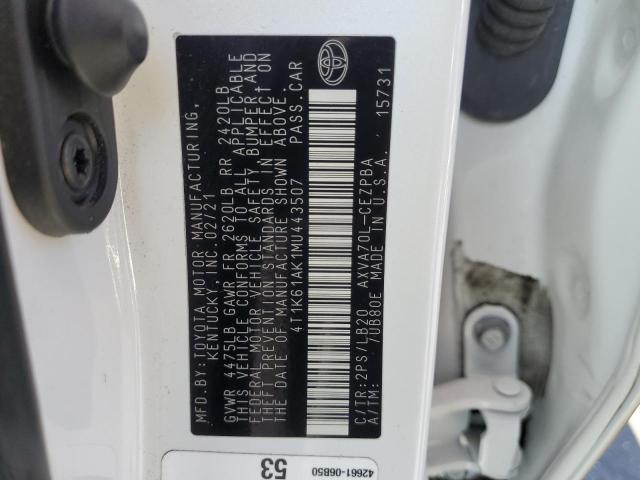 MFD. BY: TOYOTA MOTOR MANUFACTURING,
KENTUCKY, INC. 02/21
GVWR 4475LB GAWR FR 2620LB RR 2420LB
THIS VEHICLE CONFORMS TO ALL APPLICABLE
FEDERAL MOTOR VEHICLE SAFETY, BUMPER, AND
THEFT PREVENTION STANDARDS IN EFFECT ON
THE DATE OF MANUFACTURE SHOWN ABOVE.
4T1K61AK1MU443507 PASS. CAR
C/TR: 2PS/LB20 AXVA70L-CE7PBA
A/TM: /UB80E MADE IN U.S.A. 15731
42661-06B50
53